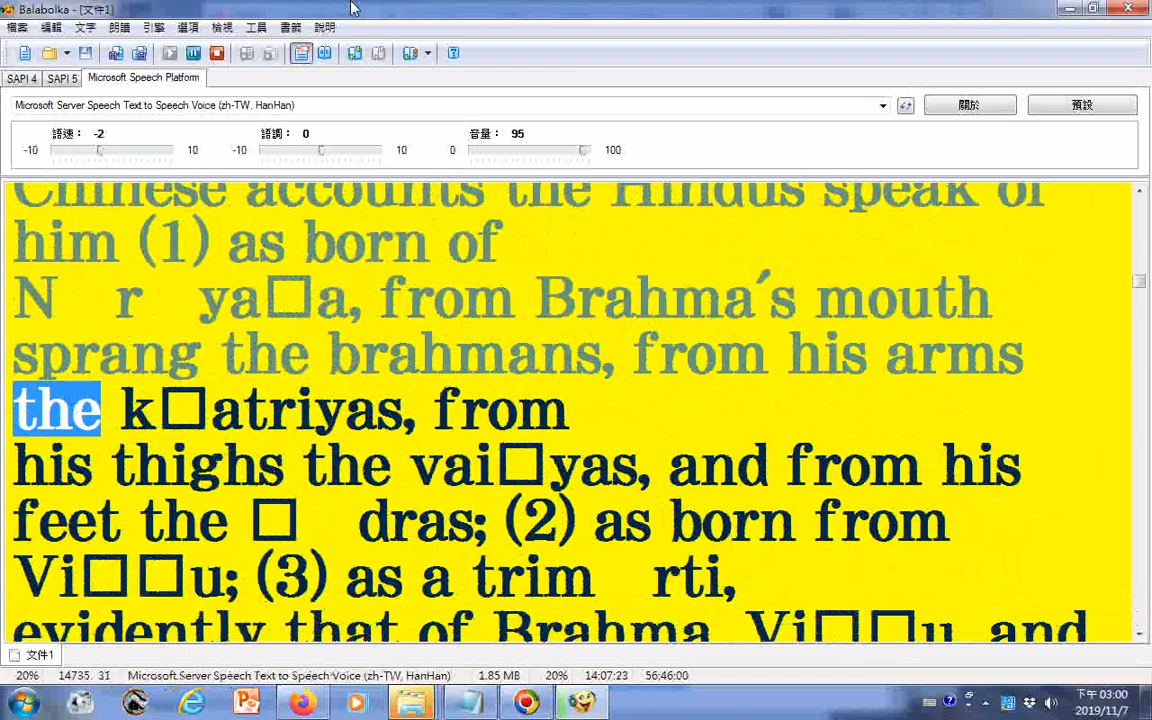 Balabolka - [文件1]
檔案 編輯 文字 朗讀 引擎 選項 檢視 工具 書籤 說明
SAPI 4 SAPI 5 Microsoft Speech Platform
Microsoft Server Speech Text to Speech Voice (zh-TW, HanHan) 關於 預設
語速： -2 語調： 0 音量： 95
-10 10 -10 10 0 100
Chinese accounts the Hindus speak of
him (1) as born of
N r ya□a, from Brahma´s mouth
sprang the brahmans, from his arms
the k□atriyas, from
his thighs the vai□yas, and from his
feet the □ dras; (2) as born from
Vi□□u; (3) as a trim rti,
evidently that of Brahma, Vi□□u, and
文件1
20% 14735: 31 Microsoft Server Speech Text to Speech Voice (zh-TW, HanHan) 1.85 MB 20% 14:07:23 56:46:00
下午 03:00
2019/11/7